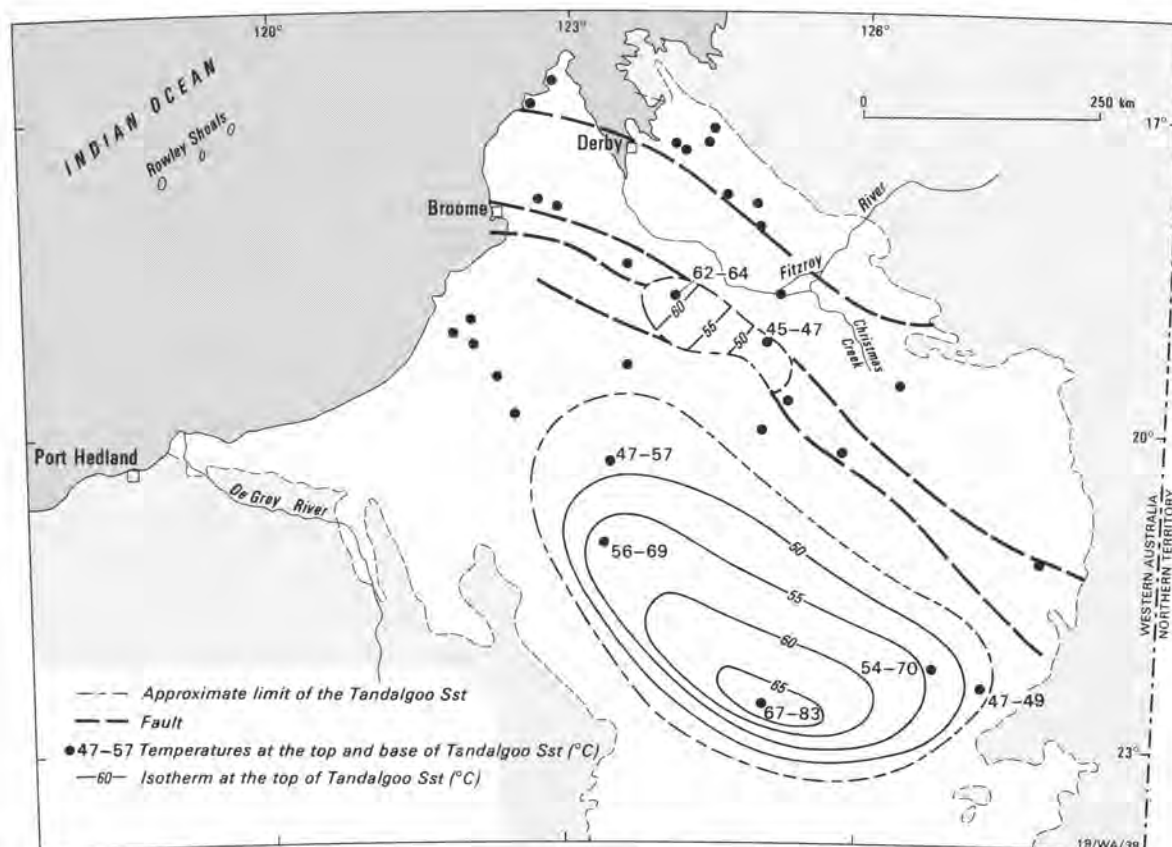 120°
123°
126°
INDIAN OCEAN
Rowley Shoals
0 250 km
17°
Derby
River
Broome
Fitzroy
62–64
60
55
50
45–47
Christmas
Creek
20°
Port Hedland
De Grey River
47–57
50
56–69
55
60
54–70
65
67–83
47–49
WESTERN AUSTRALIA
NORTHERN TERRITORY
23°
Approximate limit of the Tandalgoo Sst
Fault
47–57 Temperatures at the top and base of Tandalgoo Sst (°C)
60 Isotherm at the top of Tandalgoo Sst (°C)
19/WA/39